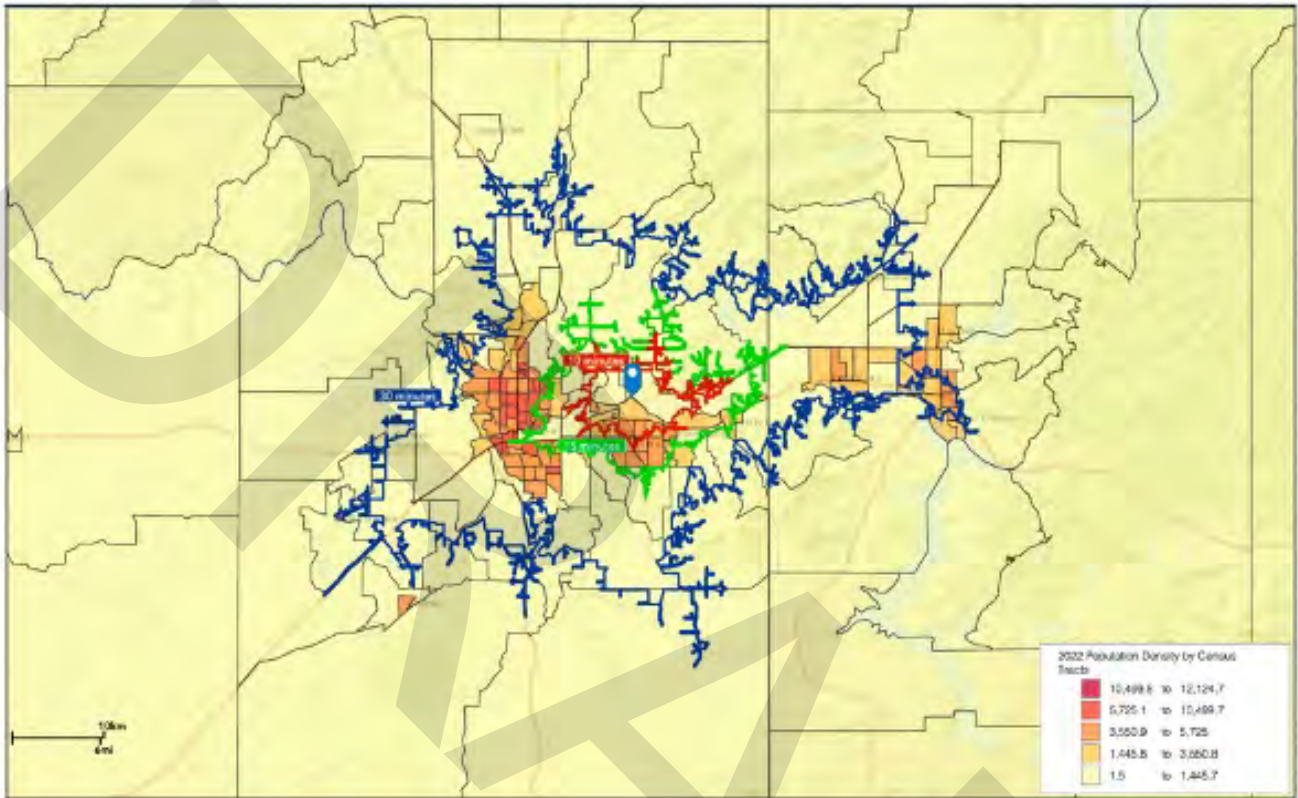 10 minutes
30 minutes
15 minutes
10km
6mi
2022 Population Density by Census
Tracts
10,499.8 to 12,124.7
5,725.1 to 10,499.7
3,550.9 to 5,725
1,445.8 to 3,550.8
1.5 to 1,445.7
DRA